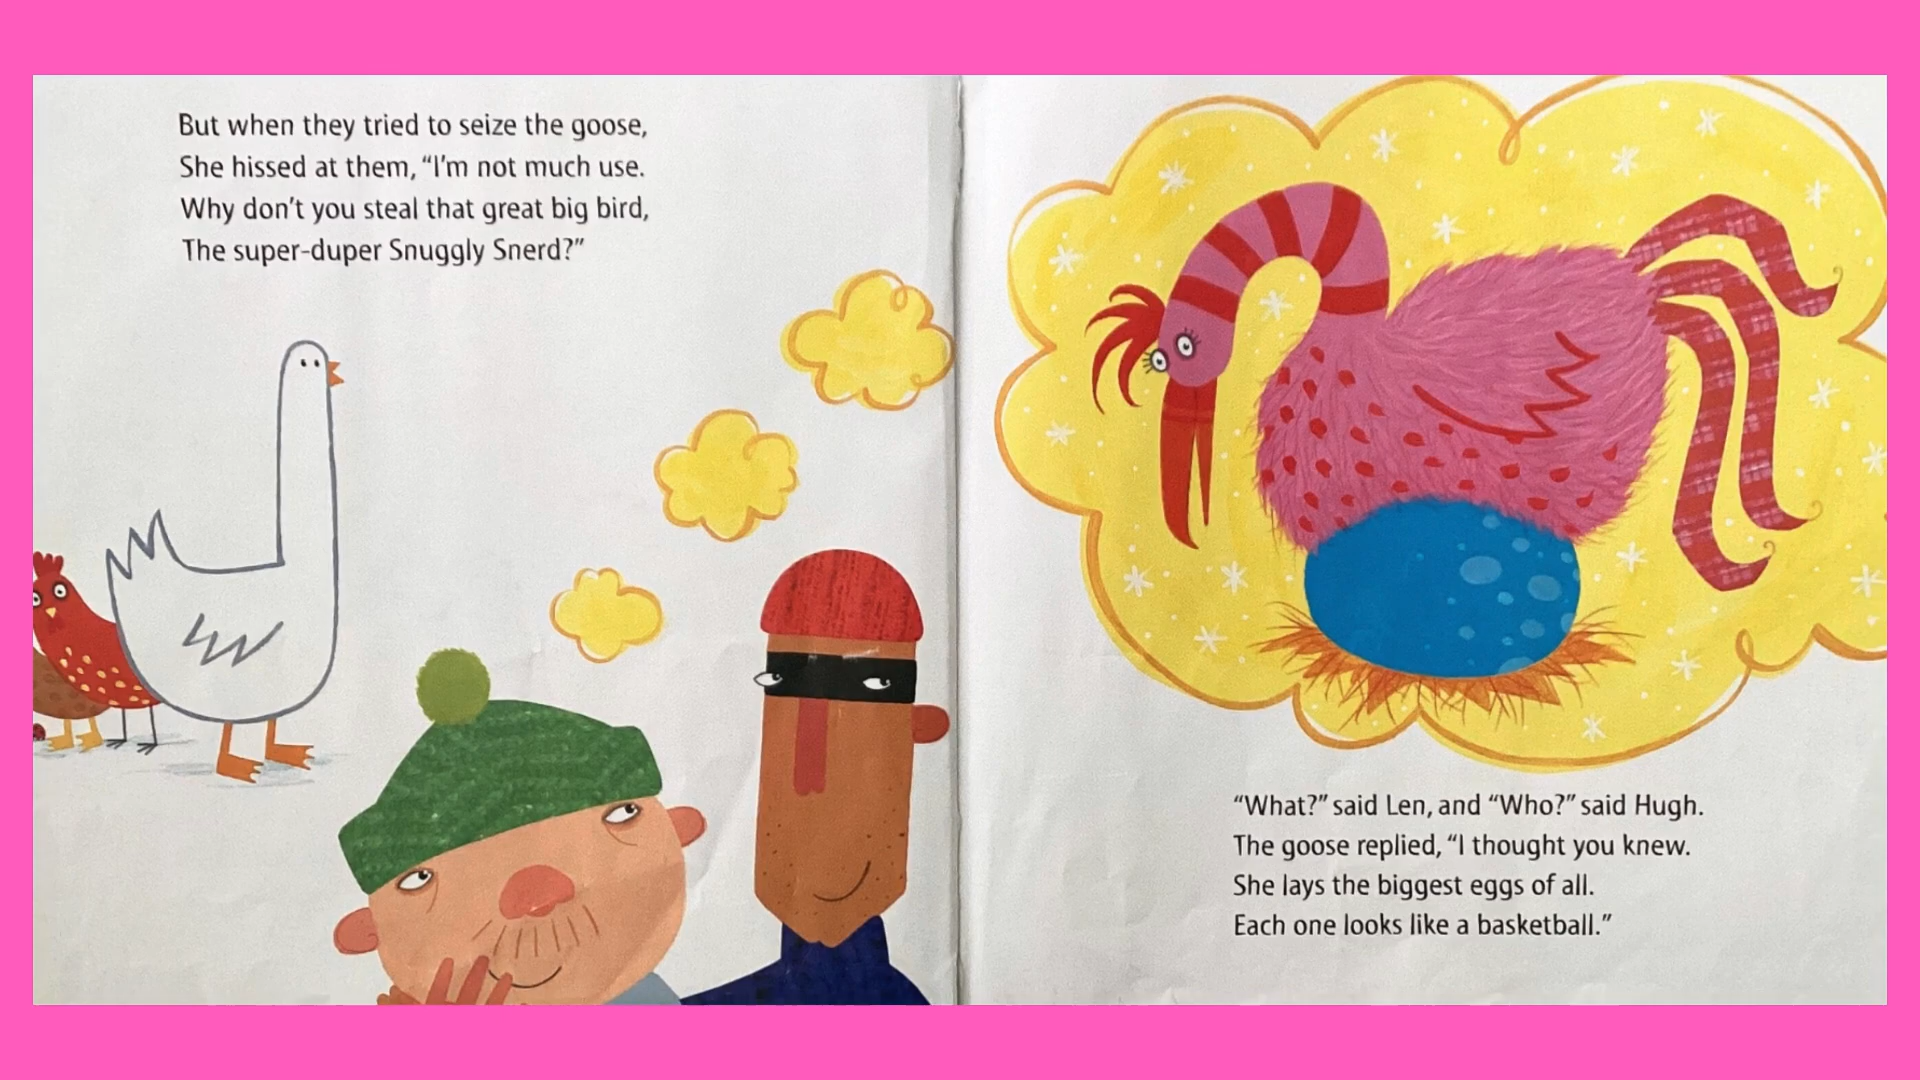 But when they tried to seize the goose,
She hissed at them, “I’m not much use.
Why don’t you steal that great big bird,
The super-duper Snuggly Snerd?”
“What?” said Len, and “Who?” said Hugh.
The goose replied, “I thought you knew.
She lays the biggest eggs of all.
Each one looks like a basketball.”